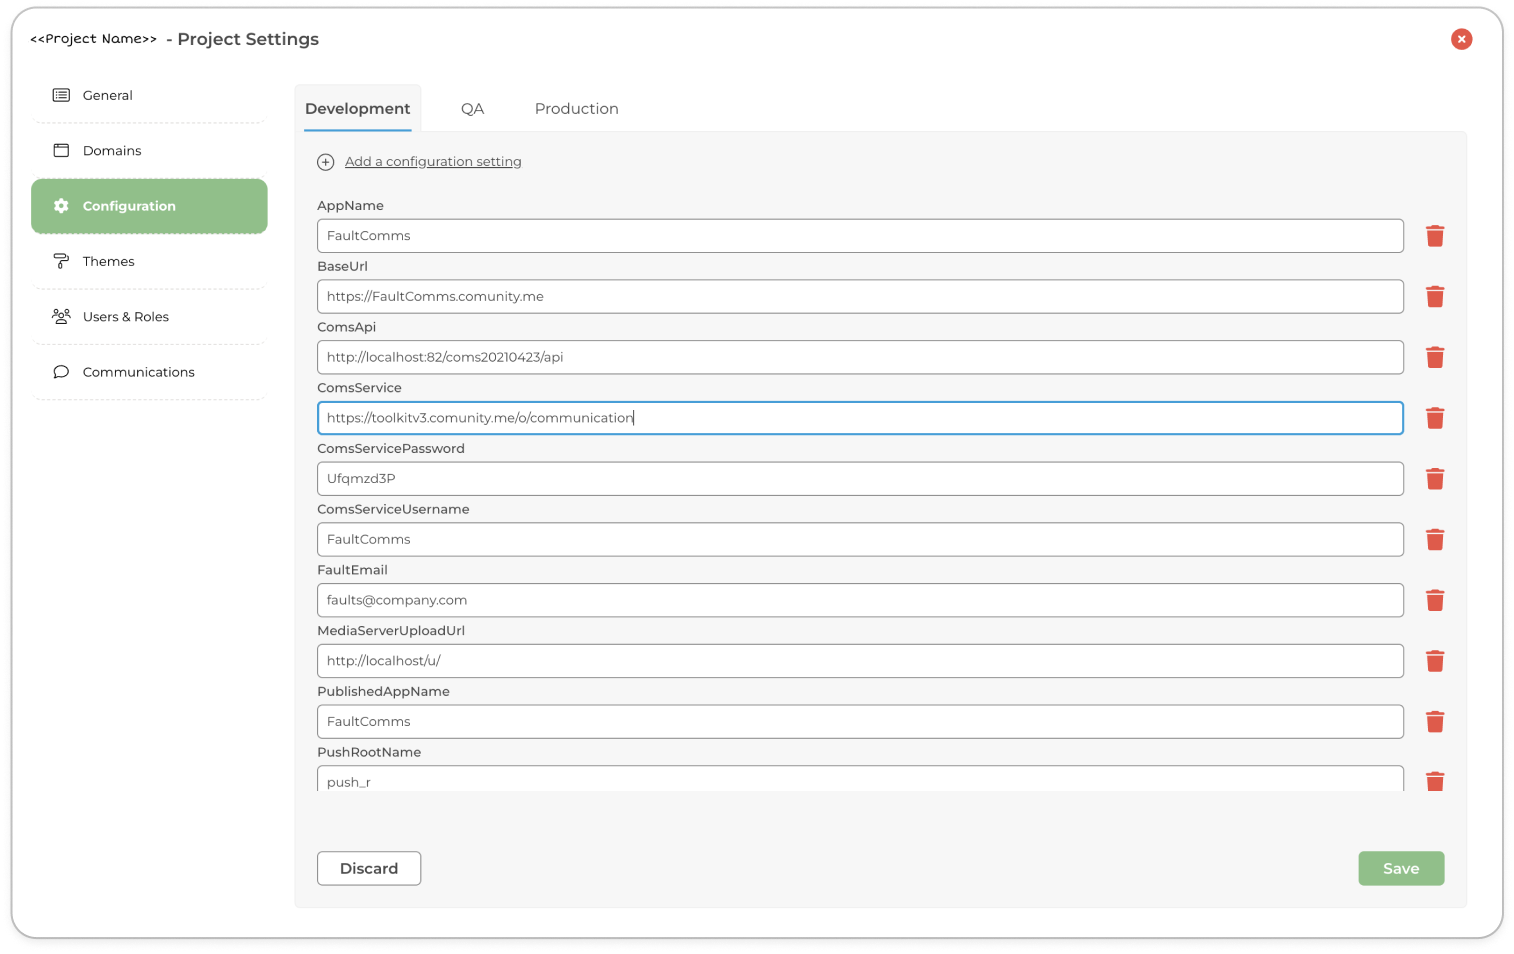 <<Project Name>> - Project Settings
General
Domains
Configuration
Themes
Users & Roles
Communications
Development QA Production
Add a configuration setting
AppName
FaultComms
BaseUrl
https://FaultComms.comunity.me
ComsApi
http://localhost:82/coms20210423/api
ComsService
https://toolkitv3.comunity.me/o/communication
ComsServicePassword
Ufqmzd3P
ComsServiceUsername
FaultComms
FaultEmail
faults@company.com
MediaServerUploadUrl
http://localhost/u/
PublishedAppName
FaultComms
PushRootName
push_r
Discard Save